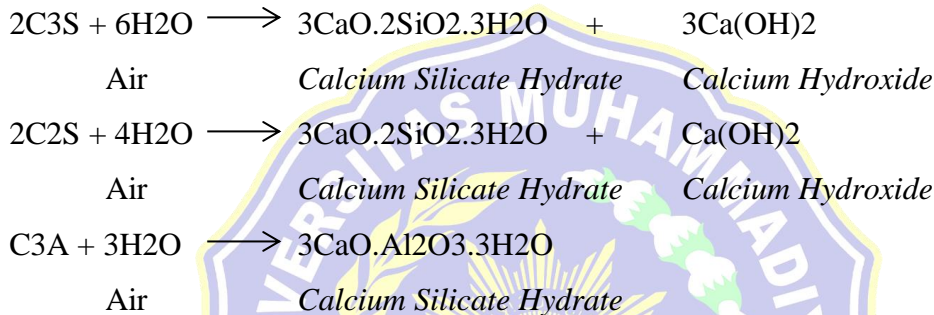 2C3S + 6H2O ⟶ 3CaO.2SiO2.3H2O + 3Ca(OH)2
Air Calcium Silicate Hydrate Calcium Hydroxide
2C2S + 4H2O ⟶ 3CaO.2SiO2.3H2O + Ca(OH)2
Air Calcium Silicate Hydrate Calcium Hydroxide
C3A + 3H2O ⟶ 3CaO.Al2O3.3H2O
Air Calcium Silicate Hydrate